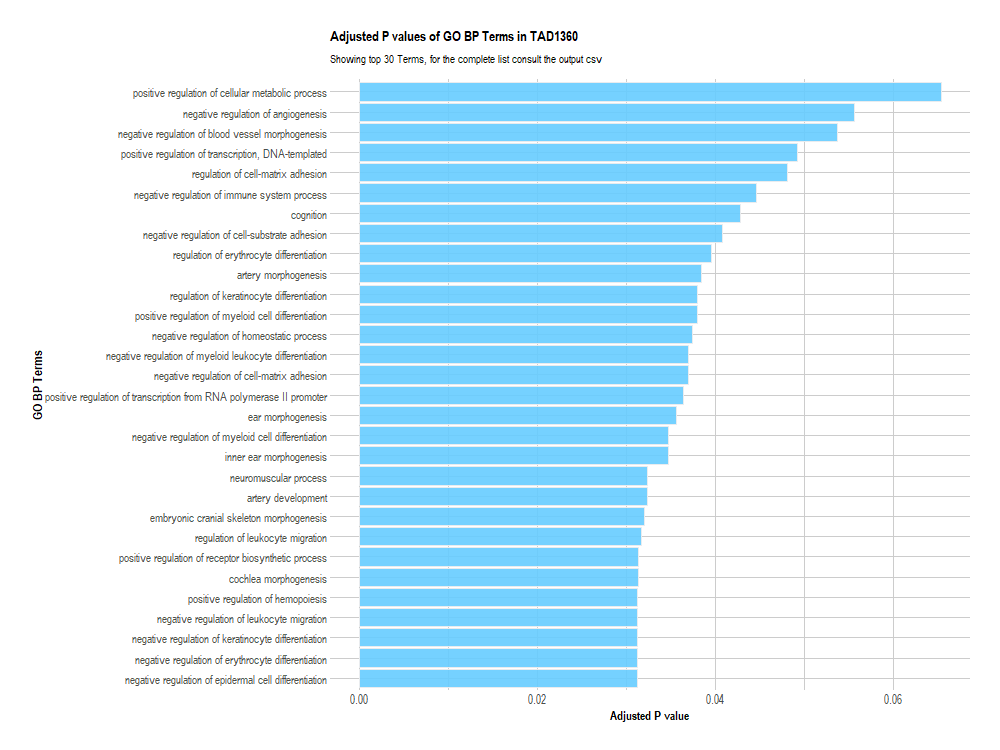 Adjusted P values of GO BP Terms in TAD1360
Showing top 30 Terms, for the complete list consult the output csv
GO BP Terms
positive regulation of cellular metabolic process
negative regulation of angiogenesis
negative regulation of blood vessel morphogenesis
positive regulation of transcription, DNA-templated
regulation of cell-matrix adhesion
negative regulation of immune system process
cognition
negative regulation of cell-substrate adhesion
regulation of erythrocyte differentiation
artery morphogenesis
regulation of keratinocyte differentiation
positive regulation of myeloid cell differentiation
negative regulation of homeostatic process
negative regulation of myeloid leukocyte differentiation
negative regulation of cell-matrix adhesion
positive regulation of transcription from RNA polymerase II promoter
ear morphogenesis
negative regulation of myeloid cell differentiation
inner ear morphogenesis
neuromuscular process
artery development
embryonic cranial skeleton morphogenesis
regulation of leukocyte migration
positive regulation of receptor biosynthetic process
cochlea morphogenesis
positive regulation of hemopoiesis
negative regulation of leukocyte migration
negative regulation of keratinocyte differentiation
negative regulation of erythrocyte differentiation
negative regulation of epidermal cell differentiation
0.00 0.02 0.04 0.06
Adjusted P value